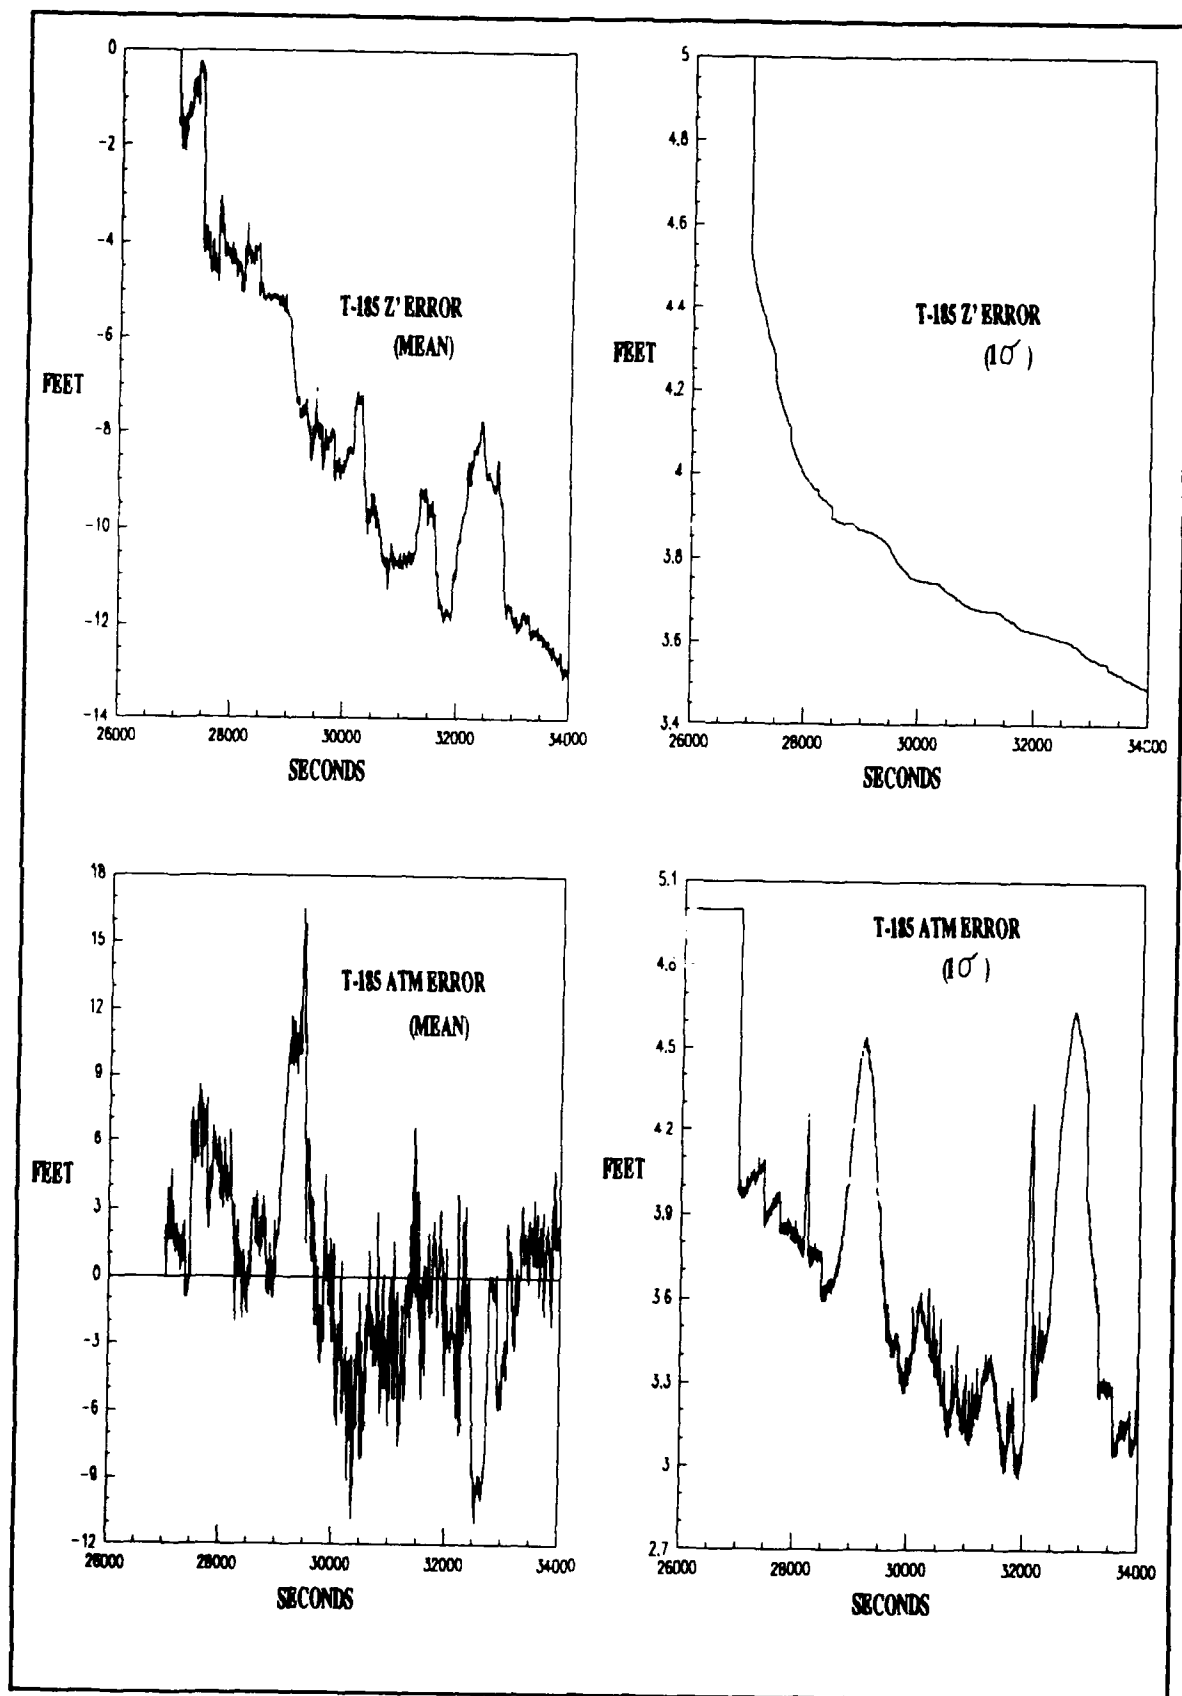 0
-2
-4
-6
-8
-10
-12
-14
FEET
T-185 Z' ERROR
(MEAN)
26000 28000 30000 32000 34000
SECONDS
5
4.8
4.6
4.4
4.2
4
3.8
3.6
3.4
FEET
T-185 Z' ERROR
(1σ)
26000 28000 30000 32000 34000
SECONDS
18
15
12
9
6
3
0
-3
-6
-9
-12
FEET
T-185 ATM ERROR
(MEAN)
26000 28000 30000 32000 34000
SECONDS
5.1
4.8
4.5
4.2
3.9
3.6
3.3
3
2.7
FEET
T-185 ATM ERROR
(1σ)
26000 28000 30000 32000 34000
SECONDS